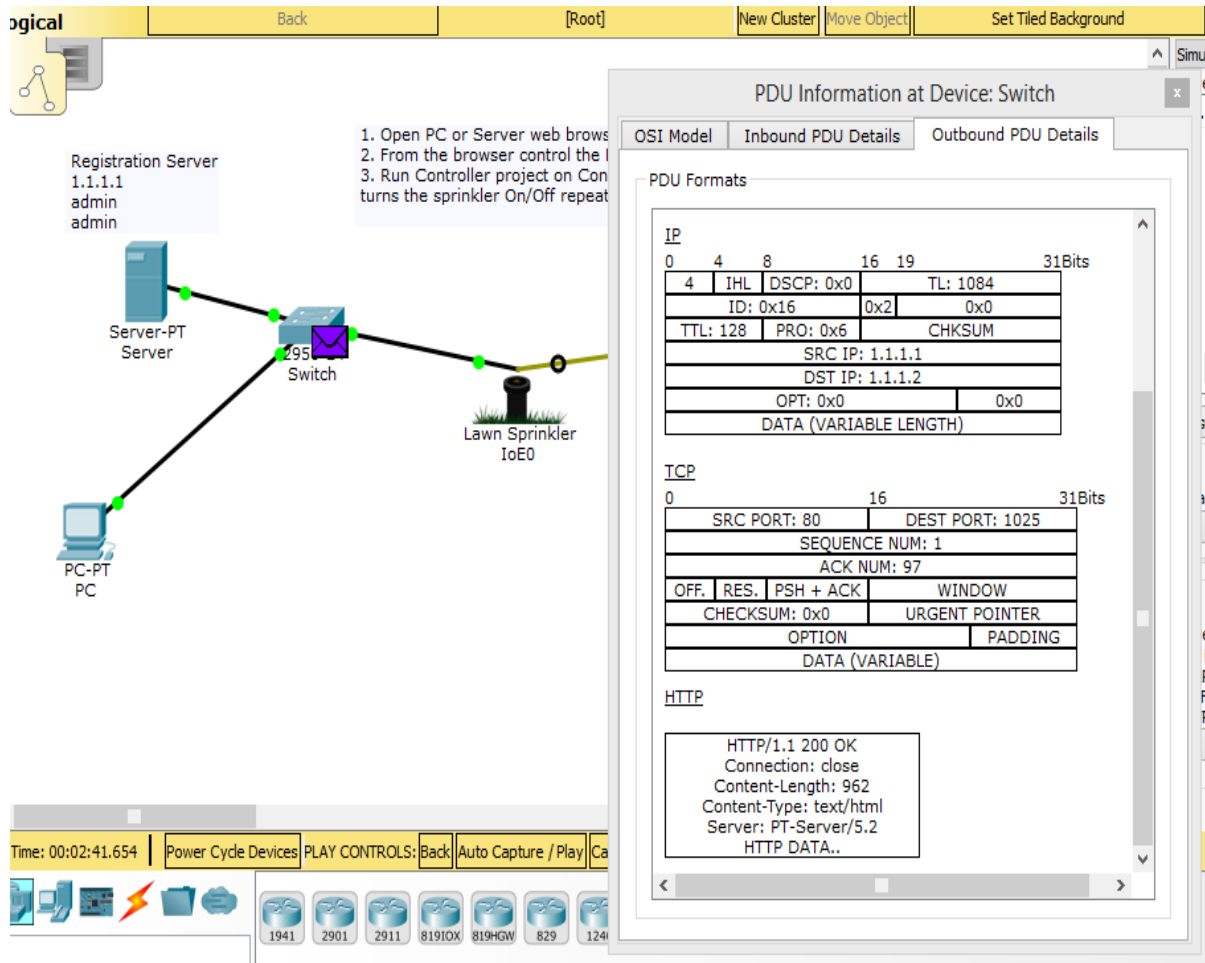 ogical
Back
[Root]
New Cluster
Move Object
Set Tiled Background
Simu
Registration Server
1.1.1.1
admin
admin
1. Open PC or Server web brows
2. From the browser control the
3. Run Controller project on Con
turns the sprinkler On/Off repeat
Server-PT
Server
Switch
Lawn Sprinkler
IoE0
PC-PT
PC
PDU Information at Device: Switch
x
OSI Model
Inbound PDU Details
Outbound PDU Details
PDU Formats
IP
0 4 8 16 19 31Bits
4 IHL DSCP: 0x0 TL: 1084
ID: 0x16 0x2 0x0
TTL: 128 PRO: 0x6 CHKSUM
SRC IP: 1.1.1.1
DST IP: 1.1.1.2
OPT: 0x0 0x0
DATA (VARIABLE LENGTH)
TCP
0 16 31Bits
SRC PORT: 80 DEST PORT: 1025
SEQUENCE NUM: 1
ACK NUM: 97
OFF. RES. PSH + ACK WINDOW
CHECKSUM: 0x0 URGENT POINTER
OPTION PADDING
DATA (VARIABLE)
HTTP
HTTP/1.1 200 OK
Connection: close
Content-Length: 962
Content-Type: text/html
Server: PT-Server/5.2
HTTP DATA..
Time: 00:02:41.654
Power Cycle Devices
PLAY CONTROLS:
Back
Auto Capture / Play
Ca
1941
2901
2911
819IOX
819HGW
829
1240